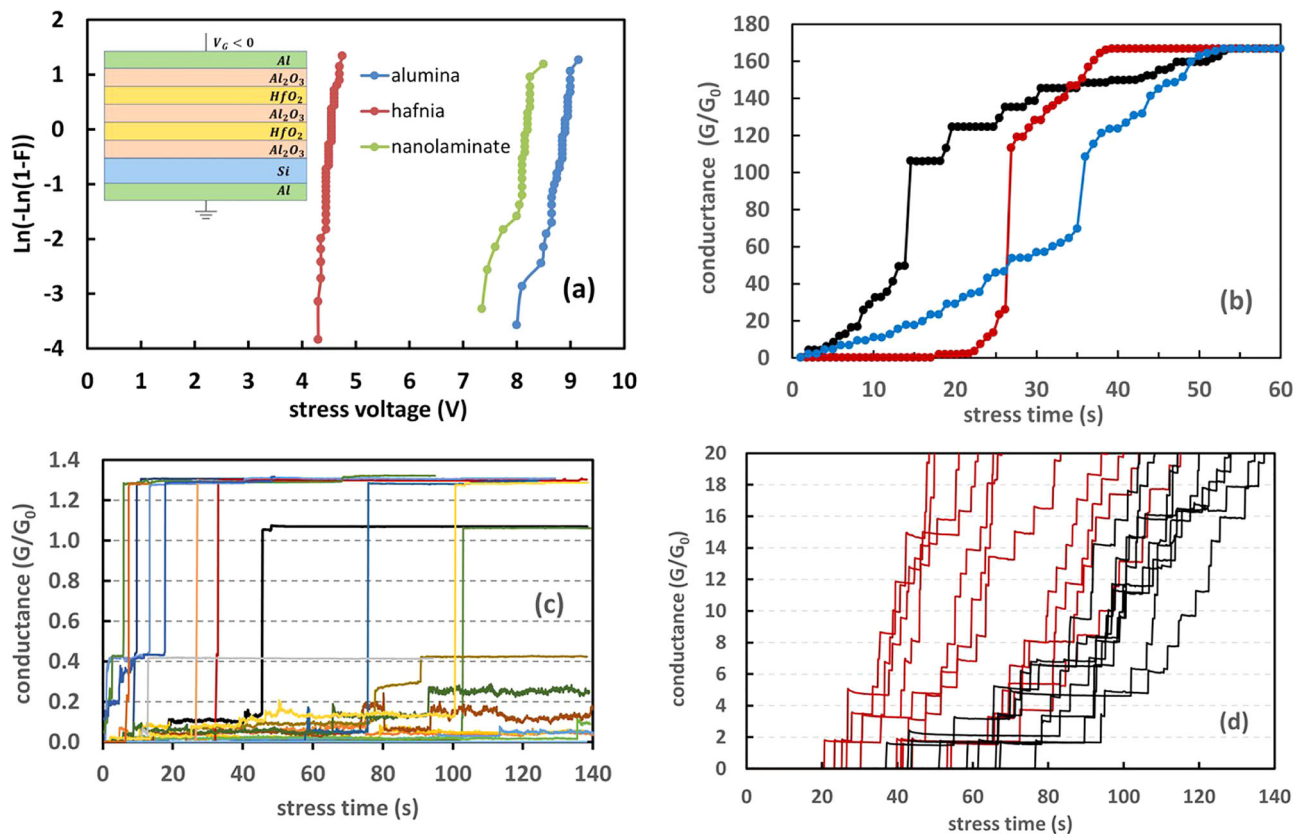 2
1
0
-1
-2
-3
-4
Ln(-Ln(1-F))
V_G < 0
Al
Al₂O₃
HfO₂
Al₂O₃
HfO₂
Al₂O₃
Si
Al
alumina
hafnia
nanolaminate
(a)
0 1 2 3 4 5 6 7 8 9 10
stress voltage (V)
180
160
140
120
100
80
60
40
20
0
conducrtance (G/G₀)
(b)
0 10 20 30 40 50 60
stress time (s)
1.4
1.2
1.0
0.8
0.6
0.4
0.2
0.0
conductance (G/G₀)
(c)
0 20 40 60 80 100 120 140
stress time (s)
20
18
16
14
12
10
8
6
4
2
0
conductance (G/G₀)
(d)
0 20 40 60 80 100 120 140
stress time (s)